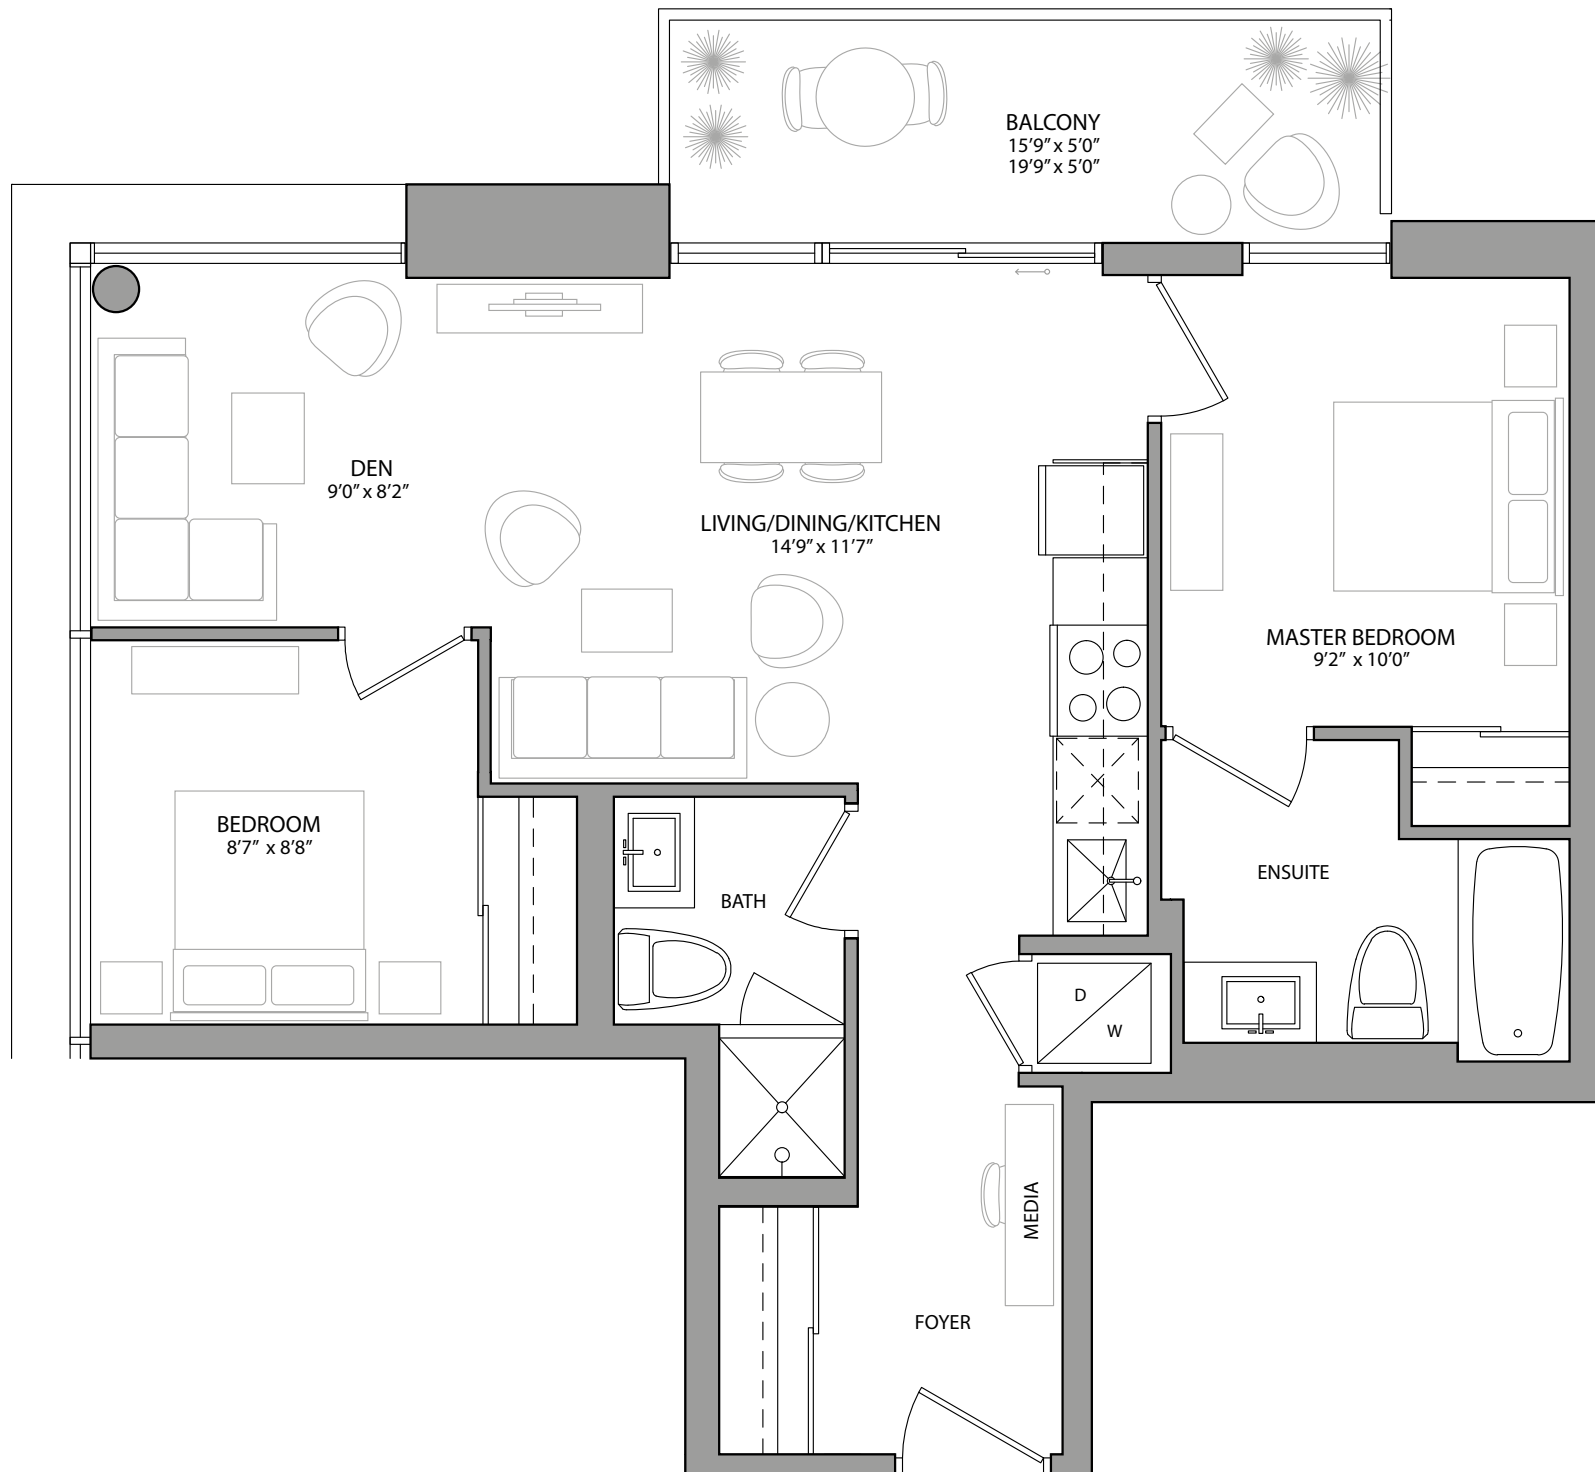 BALCONY
15'9" x 5'0"
19'9" x 5'0"
DEN
9'0" x 8'2"
LIVING/DINING/KITCHEN
14'9" x 11'7"
MASTER BEDROOM
9'2" x 10'0"
BEDROOM
8'7" x 8'8"
BATH
ENSUITE
D
W
MEDIA
FOYER